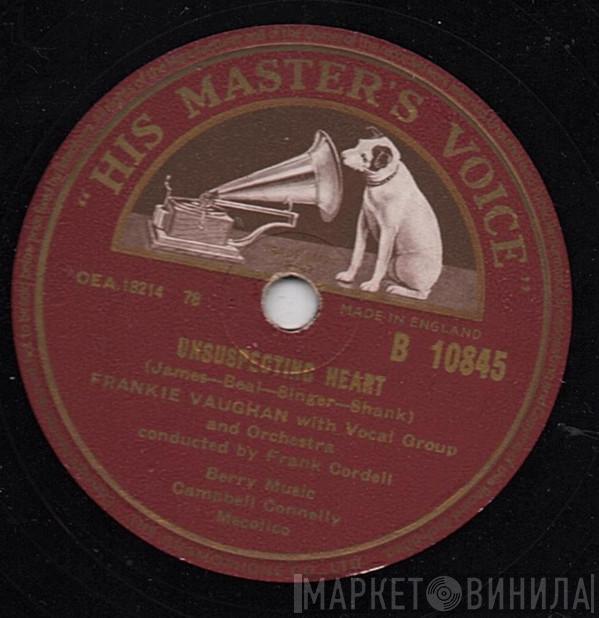 "HIS MASTER'S VOICE"
OEA.18214 78
MADE IN ENGLAND
B 10845
UNSUSPECTING HEART
(James—Beal—Singer—Shank)
FRANKIE VAUGHAN with Vocal Group
and Orchestra
conducted by Frank Cordell
Berry Music
Campbell Connelly
Mecolico
МАРКЕТ ВИНИЛА